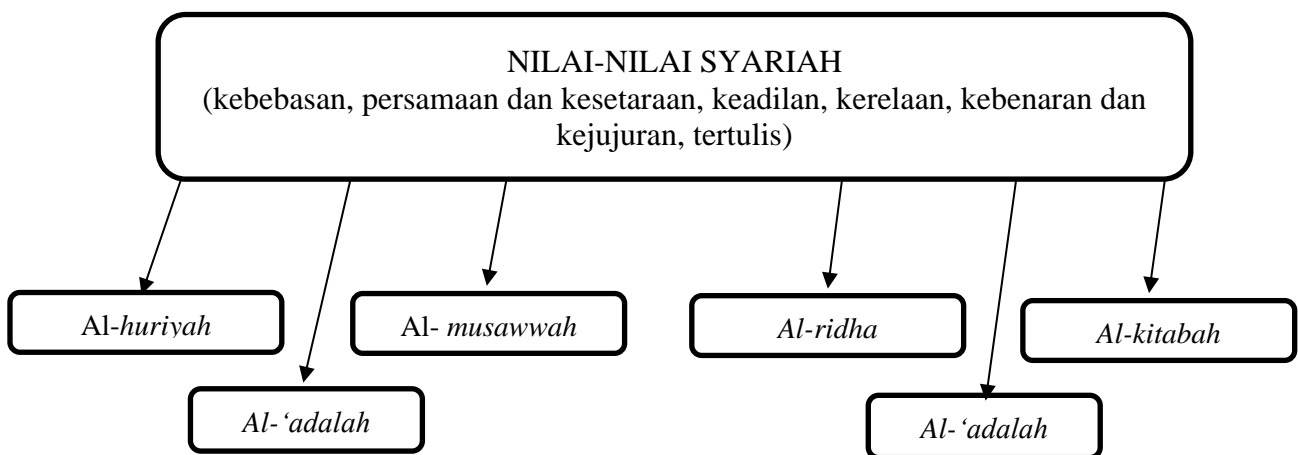 NILAI-NILAI SYARIAH
(kebebasan, persamaan dan kesetaraan, keadilan, kerelaan, kebenaran dan
kejujuran, tertulis)
Al-huriyah
Al- musawwah
Al-ridha
Al-kitabah
Al-‘adalah
Al-‘adalah